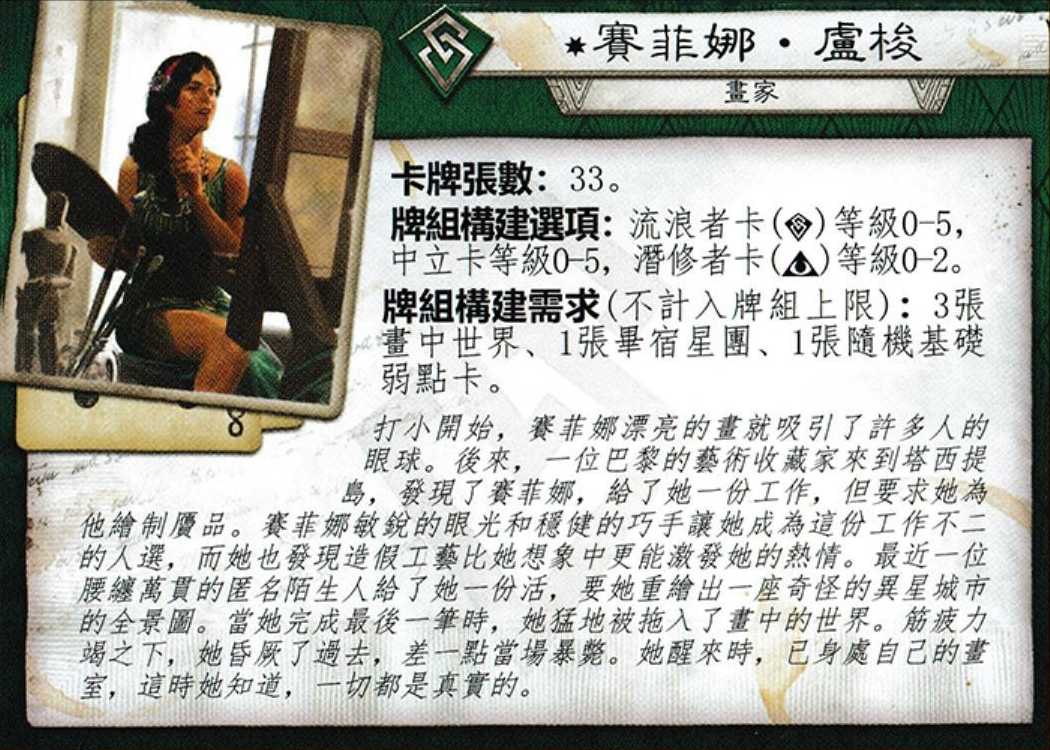 賽菲娜·盧梭
畫家
卡牌張數：33。
牌組構建選項：流浪者卡()等級0-5，
中立卡等級0-5，潛修者卡()等級0-2。
牌組構建需求(不計入牌組上限)：3張
畫中世界、1張畢宿星團、1張隨機基礎
弱點卡。
打小開始，賽菲娜漂亮的畫就吸引了許多人的
眼球。後來，一位巴黎的藝術收藏家來到塔西提
島，發現了賽菲娜，給了她一份工作，但要求她為
他繪制贗品。賽菲娜敏銳的眼光和穩健的巧手讓她成為這份工作不二
的人選，而她也發現造假工藝比她想象中更能激發她的熱情。最近一位
腰纏萬貫的匿名陌生人給了她一份活，要她重繪出一座奇怪的異星城市
的全景圖。當她完成最後一筆時，她猛地被拖入了畫中的世界。筋疲力
竭之下，她昏厥了過去，差一點當場暴斃。她醒來時，已身處自己的畫
室，這時她知道，一切都是真實的。
8